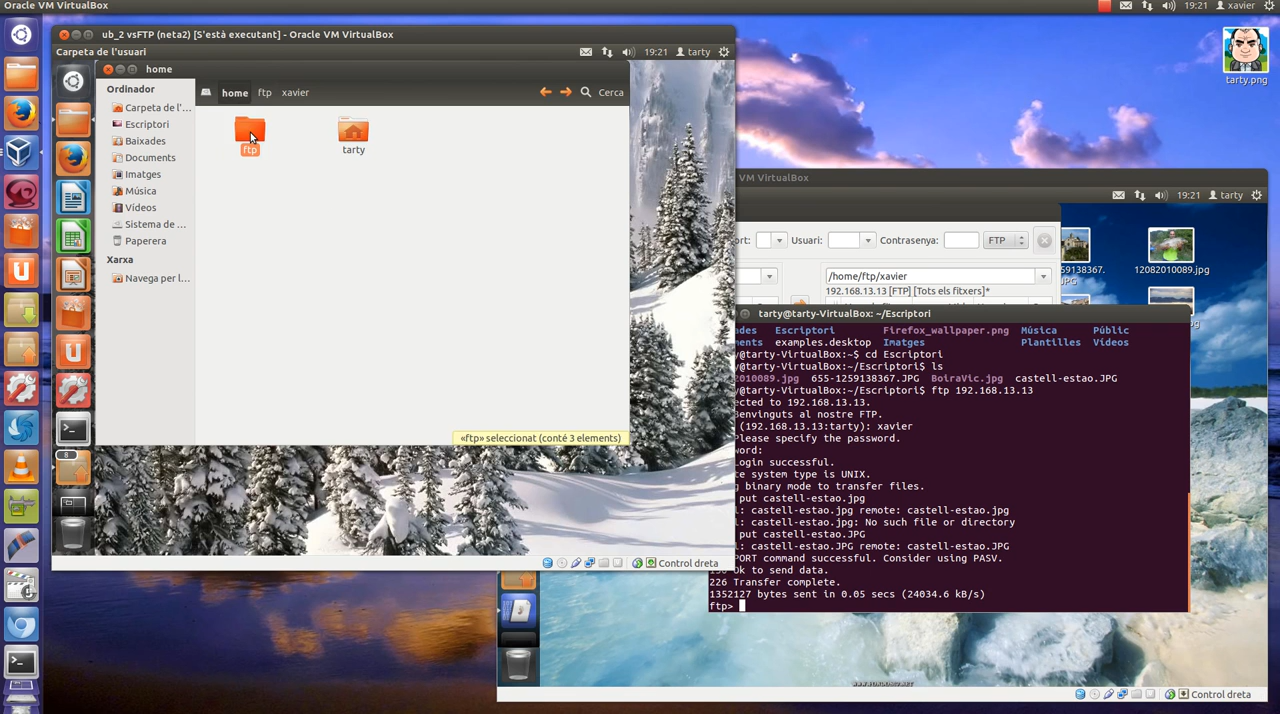 Oracle VM VirtualBox
19:21
xavier
tarty.png
ub_2 vsFTP (neta2) [S'està executant] - Oracle VM VirtualBox
Carpeta de l'usuari
19:21
tarty
home
Ordinador
Carpeta de l'...
Escriptori
Baixades
Documents
Imatges
Música
Vídeos
Sistema de ...
Paperera
Xarxa
Navega per l...
home
ftp
xavier
Cerca
ftp
tarty
«ftp» seleccionat (conté 3 elements)
8
Control dreta
VM VirtualBox
19:21
tarty
ort:
Usuari:
Contrasenya:
FTP
/home/ftp/xavier
192.168.13.13 [FTP] [Tots els fitxers]*
59138367.
JPG
12082010089.jpg
tarty@tarty-VirtualBox: ~/Escriptori
ades Escriptori Firefox_wallpaper.png Música Públic
ments examples.desktop Imatges Plantilles Vídeos
y@tarty-VirtualBox:~$ cd Escriptori
y@tarty-VirtualBox:~/Escriptori$ ls
2010089.jpg 655-1259138367.JPG BoiraVic.jpg castell-estao.JPG
y@tarty-VirtualBox:~/Escriptori$ ftp 192.168.13.13
ected to 192.168.13.13.
Benvinguts al nostre FTP.
(192.168.13.13:tarty): xavier
Please specify the password.
word:
Login successful.
te system type is UNIX.
g binary mode to transfer files.
put castell-estao.jpg
l: castell-estao.jpg remote: castell-estao.jpg
l: castell-estao.jpg: No such file or directory
put castell-estao.JPG
l: castell-estao.JPG remote: castell-estao.JPG
PORT command successful. Consider using PASV.
150 Ok to send data.
226 Transfer complete.
1352127 bytes sent in 0.05 secs (24034.6 kB/s)
ftp>
Control dreta